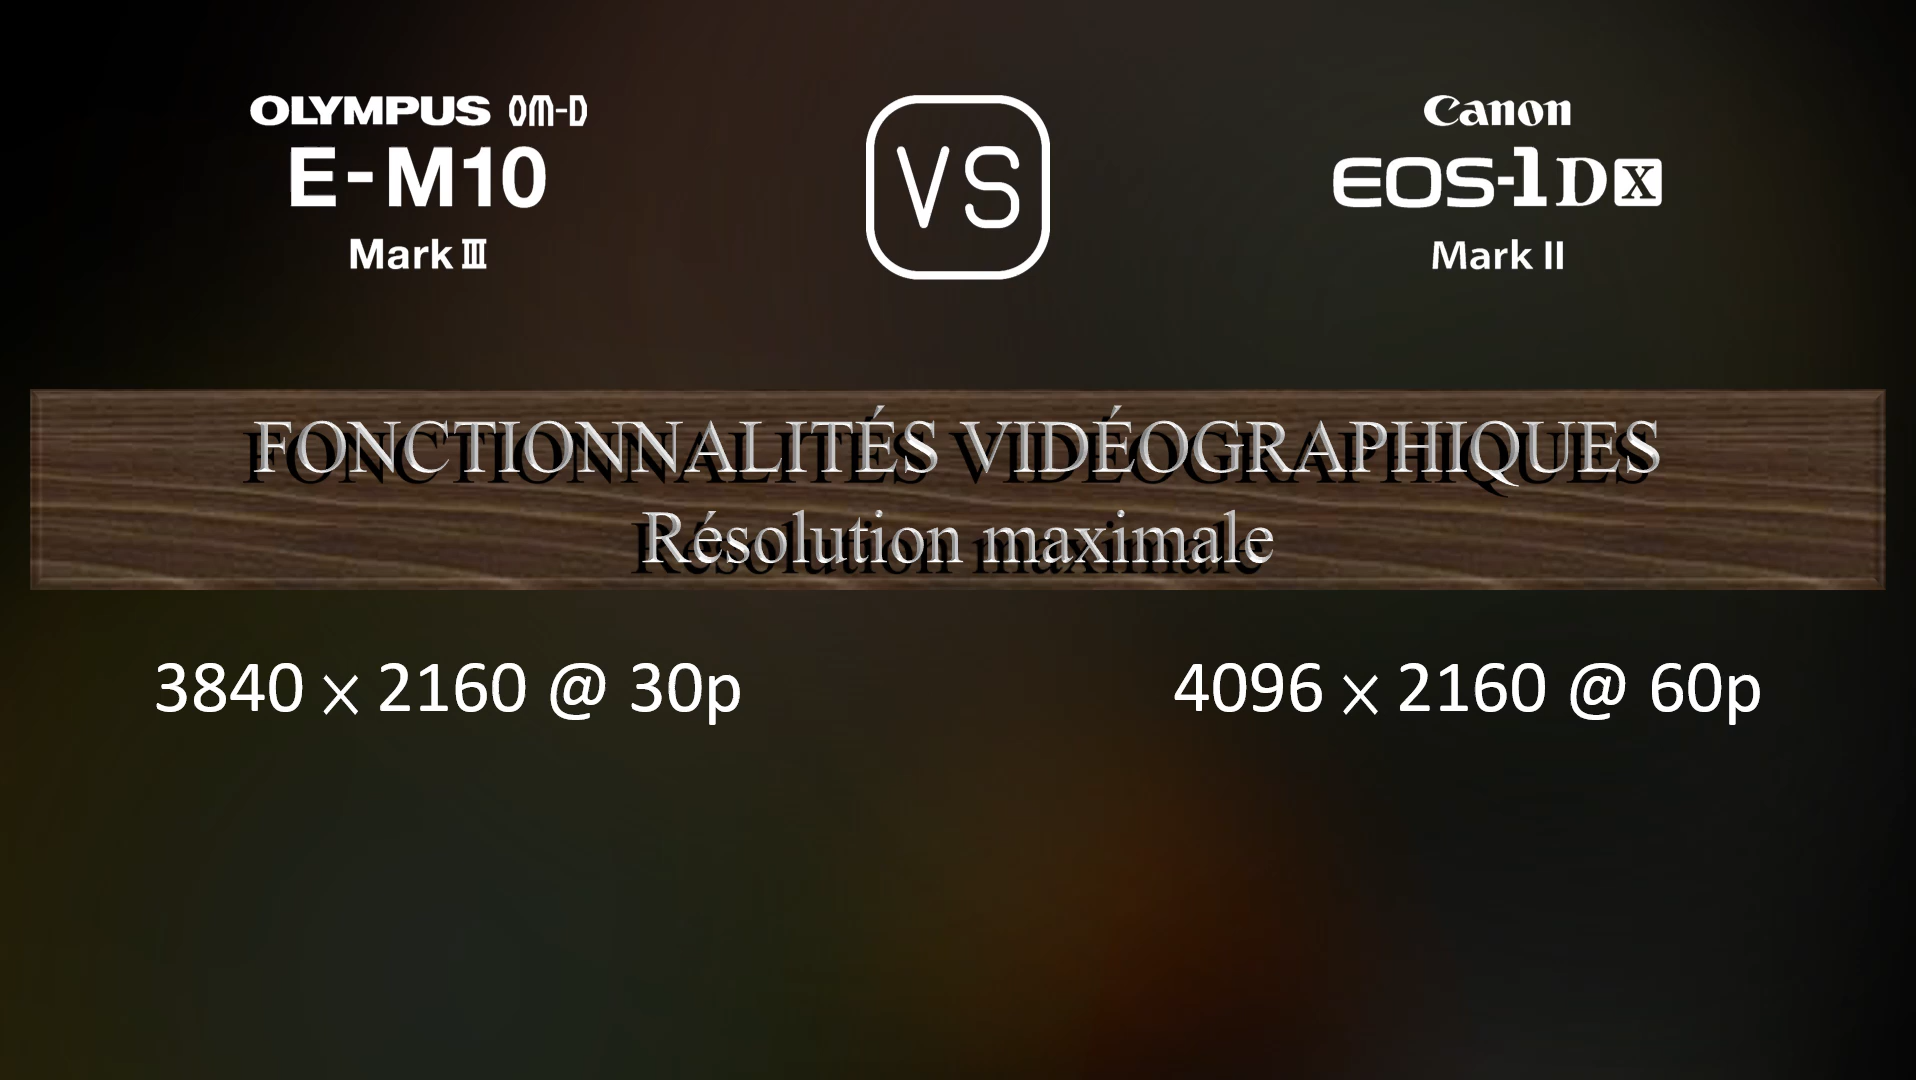 OLYMPUS OM-D
E-M10
Mark III
VS
Canon
EOS-1 D X
Mark II
FONCTIONNALITÉS VIDÉOGRAPHIQUES
Résolution maximale
3840 x 2160 @ 30p
4096 x 2160 @ 60p